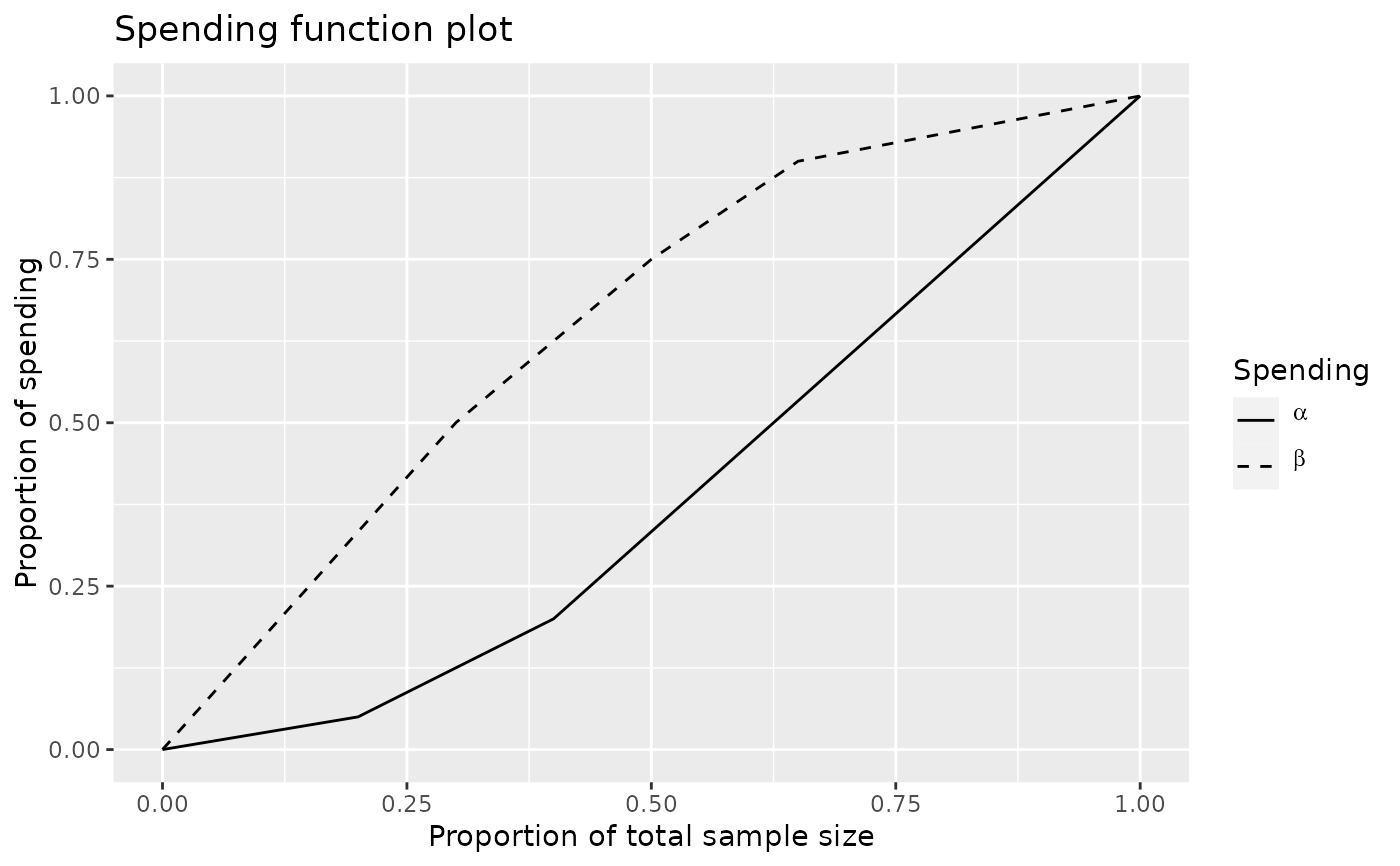 Spending function plot
Proportion of spending
1.00
0.75
0.50
0.25
0.00
0.00 0.25 0.50 0.75 1.00
Proportion of total sample size
Spending
α
β